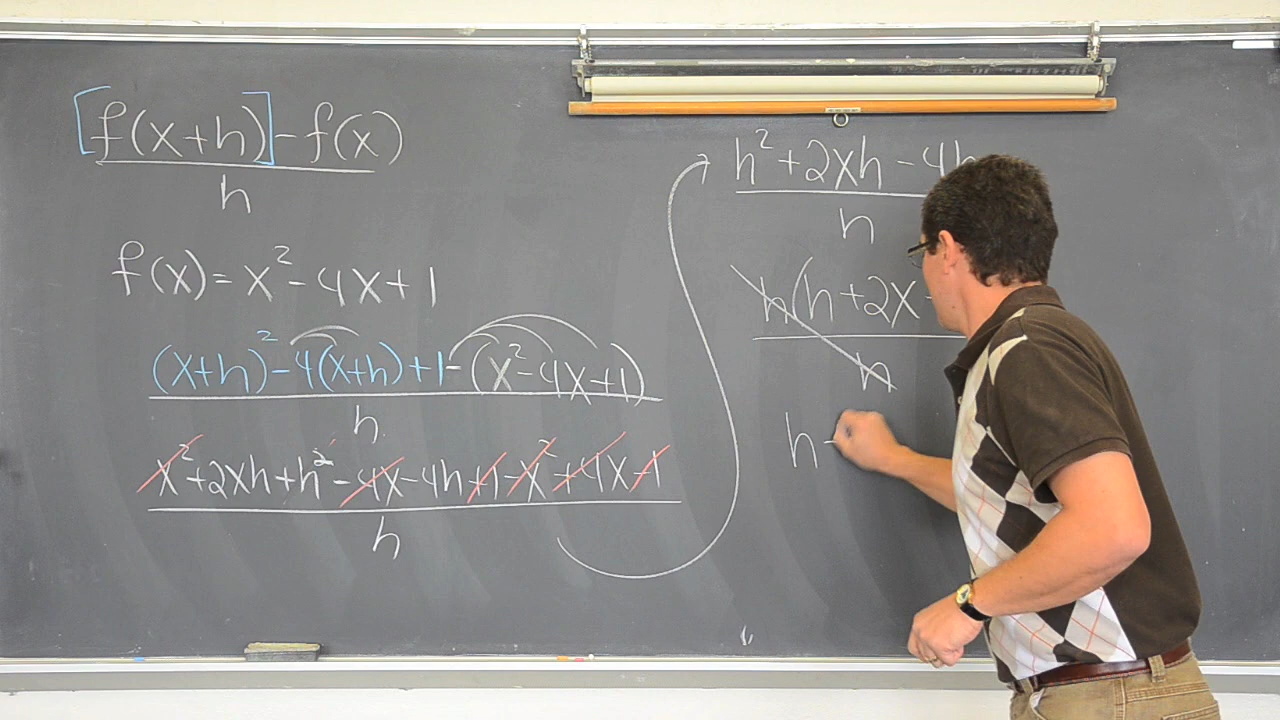 f(x+h) - f(x)
h
f(x) = x² - 4x + 1
(x+h)² - 4(x+h) + 1 - (x² - 4x + 1)
h
x² + 2xh + h² - 4x - 4h + 1 - x² + 4x - 1
h
h² + 2xh - 4h
h
h(h + 2x -
h
h -